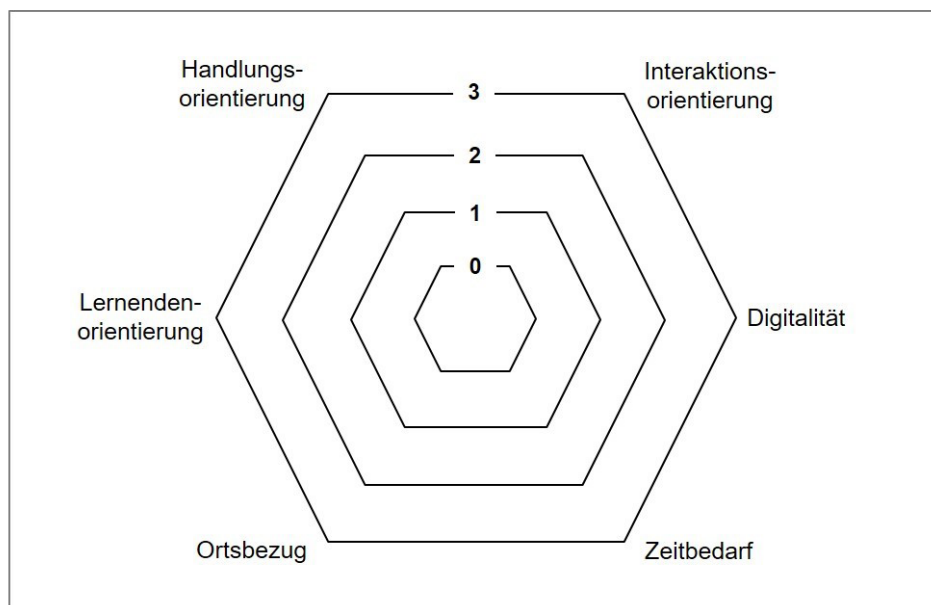 Handlungs-
orientierung
Interaktions-
orientierung
3
2
1
0
Lernenden-
orientierung
Digitalität
Ortsbezug
Zeitbedarf